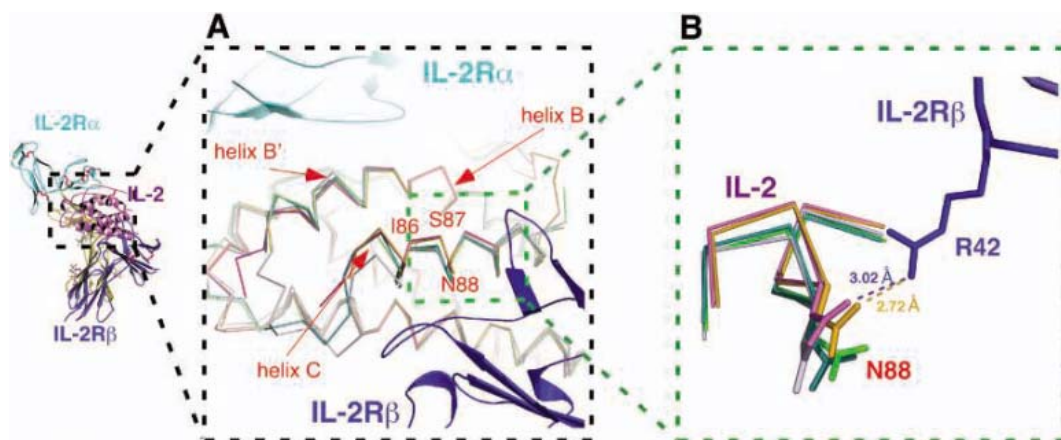 A
B
IL-2Rα
IL-2
IL-2Rβ
IL-2Rα
helix B
helix B'
I86
S87
N88
helix C
IL-2Rβ
IL-2Rβ
IL-2
R42
3.02 Å
2.72 Å
N88